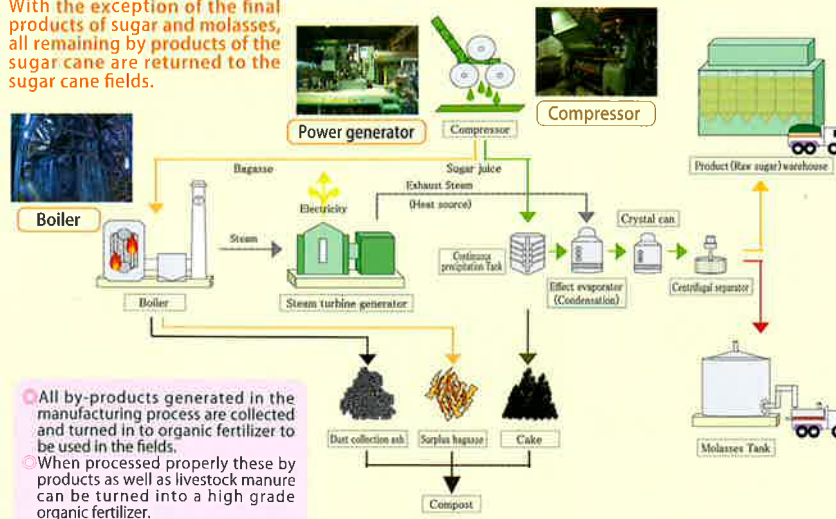 With the exception of the final
products of sugar and molasses,
all remaining by products of the
sugar cane are returned to the
sugar cane fields.
Power generator
Compressor
Compressor
Product (Raw sugar) warehouse
Boiler
Bagasse
Sugar juice
Electricity
Exhaust Steam
(Heat source)
Steam
Crystal can
Continuous
precipitation Tank
Effect evaporator
(Condensation)
Centrifugal separator
Boiler
Steam turbine generator
Dust collection ash
Surplus bagasse
Cake
Molasses Tank
Compost
All by-products generated in the
manufacturing process are collected
and turned in to organic fertilizer to
be used in the fields.
When processed properly these by
products as well as livestock manure
can be turned into a high grade
organic fertilizer.